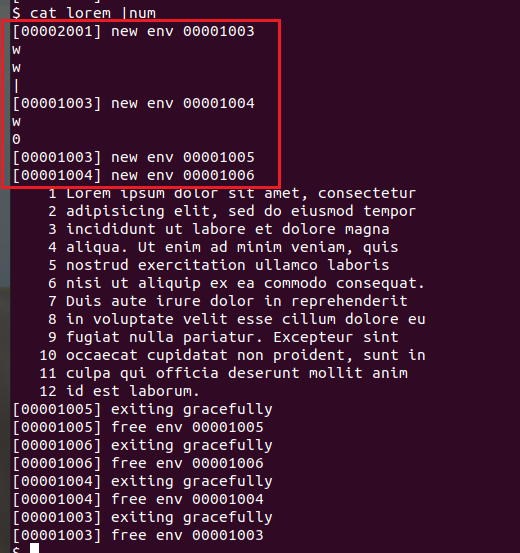 $ cat lorem |num
[00002001] new env 00001003
w
w
|
[00001003] new env 00001004
w
0
[00001003] new env 00001005
[00001004] new env 00001006
1 Lorem ipsum dolor sit amet, consectetur
2 adipisicing elit, sed do eiusmod tempor
3 incididunt ut labore et dolore magna
4 aliqua. Ut enim ad minim veniam, quis
5 nostrud exercitation ullamco laboris
6 nisi ut aliquip ex ea commodo consequat.
7 Duis aute irure dolor in reprehenderit
8 in voluptate velit esse cillum dolore eu
9 fugiat nulla pariatur. Excepteur sint
10 occaecat cupidatat non proident, sunt in
11 culpa qui officia deserunt mollit anim
12 id est laborum.
[00001005] exiting gracefully
[00001005] free env 00001005
[00001006] exiting gracefully
[00001006] free env 00001006
[00001004] exiting gracefully
[00001004] free env 00001004
[00001003] exiting gracefully
[00001003] free env 00001003
$